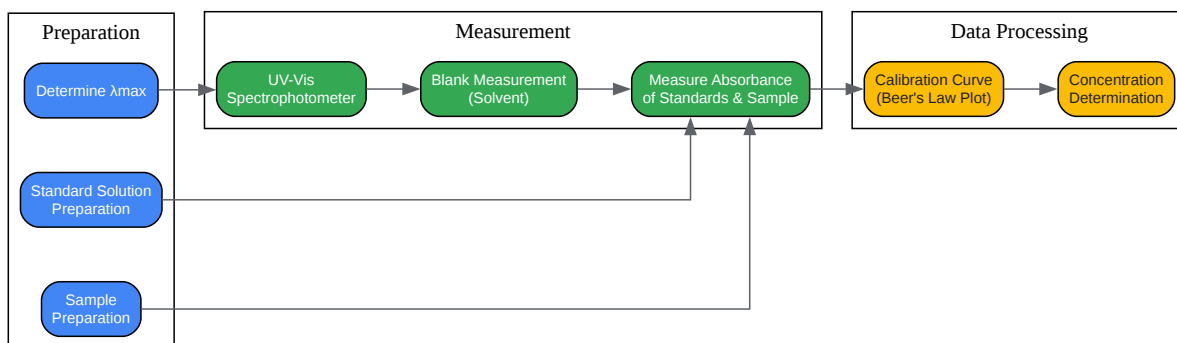 Preparation
Determine λmax
Standard Solution
Preparation
Sample
Preparation
Measurement
UV-Vis
Spectrophotometer
Blank Measurement
(Solvent)
Measure Absorbance
of Standards & Sample
Data Processing
Calibration Curve
(Beer's Law Plot)
Concentration
Determination